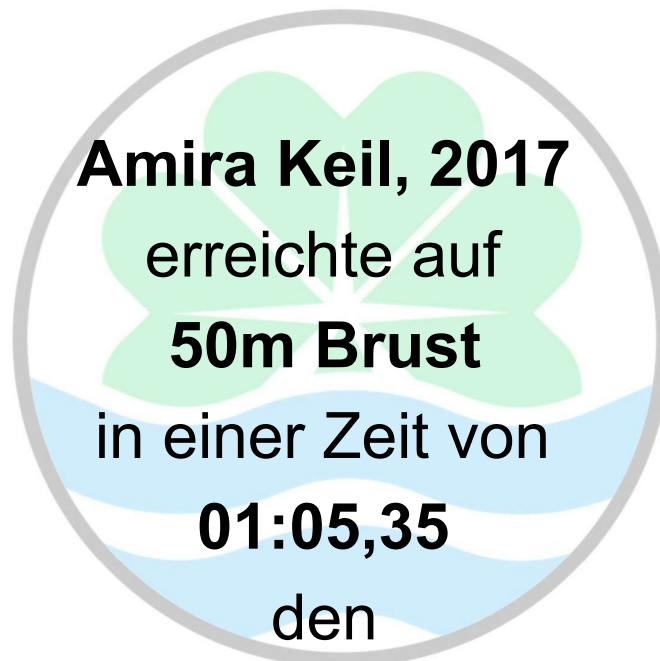 Amira Keil, 2017
erreichte auf
50m Brust
in einer Zeit von
01:05,35
den